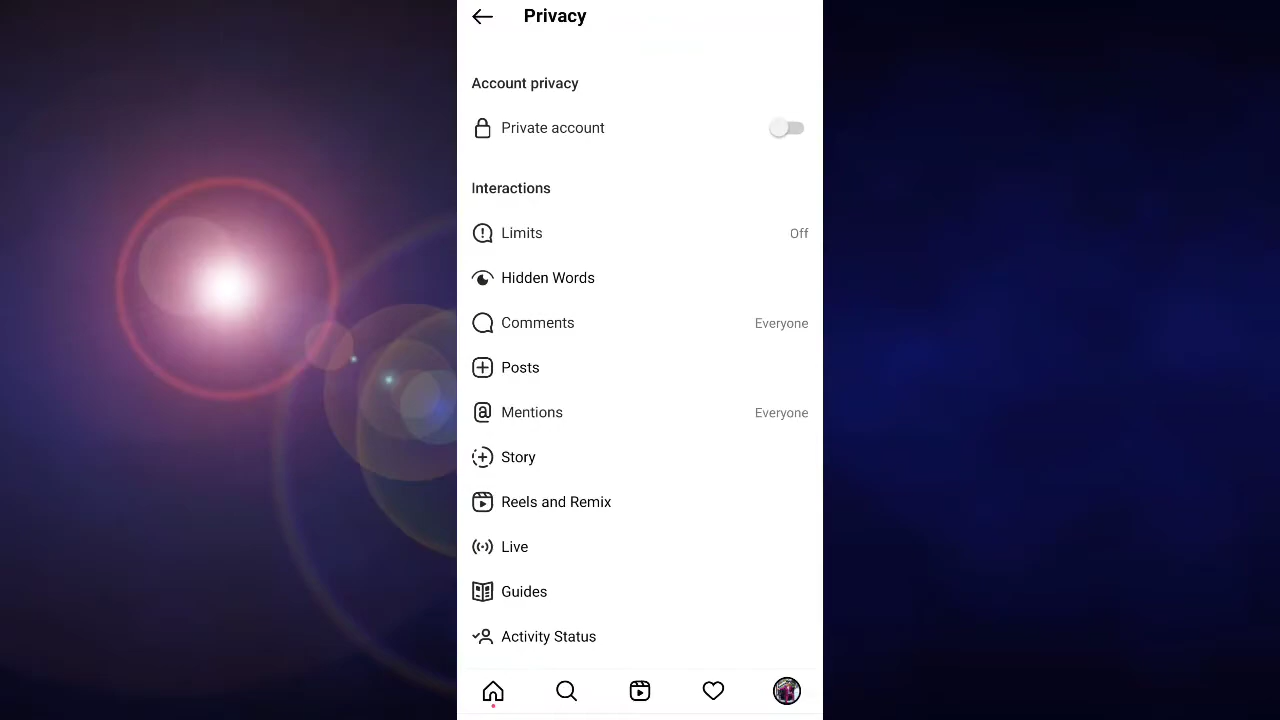 Privacy
Account privacy
Private account
Interactions
Limits Off
Hidden Words
Comments Everyone
Posts
Mentions Everyone
Story
Reels and Remix
Live
Guides
Activity Status